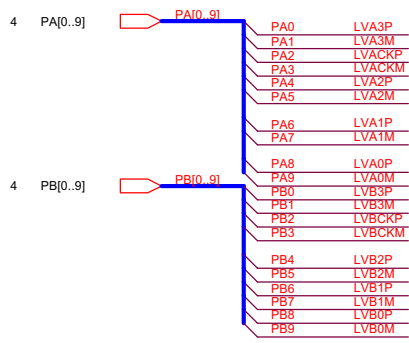 4 PA[0..9] PA[0..9]
PA0 LVA3P
PA1 LVA3M
PA2 LVACKP
PA3 LVACKM
PA4 LVA2P
PA5 LVA2M
PA6 LVA1P
PA7 LVA1M
PA8 LVA0P
PA9 LVA0M
4 PB[0..9] PB[0..9]
PB0 LVB3P
PB1 LVB3M
PB2 LVBCKP
PB3 LVBCKM
PB4 LVB2P
PB5 LVB2M
PB6 LVB1P
PB7 LVB1M
PB8 LVB0P
PB9 LVB0M